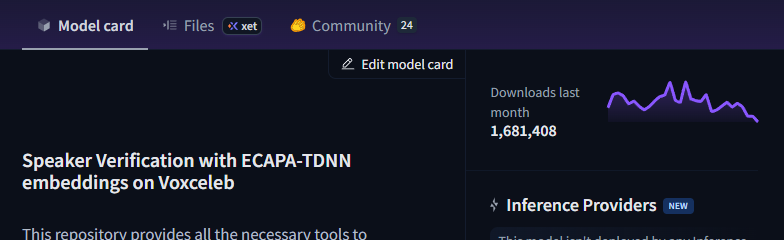 Model card
Files
xet
Community
24
Edit model card
Downloads last
month
1,681,408
Speaker Verification with ECAPA-TDNN
embeddings on Voxceleb
Inference Providers
NEW
This repository provides all the necessary tools to
This model isn't deployed by any Inference